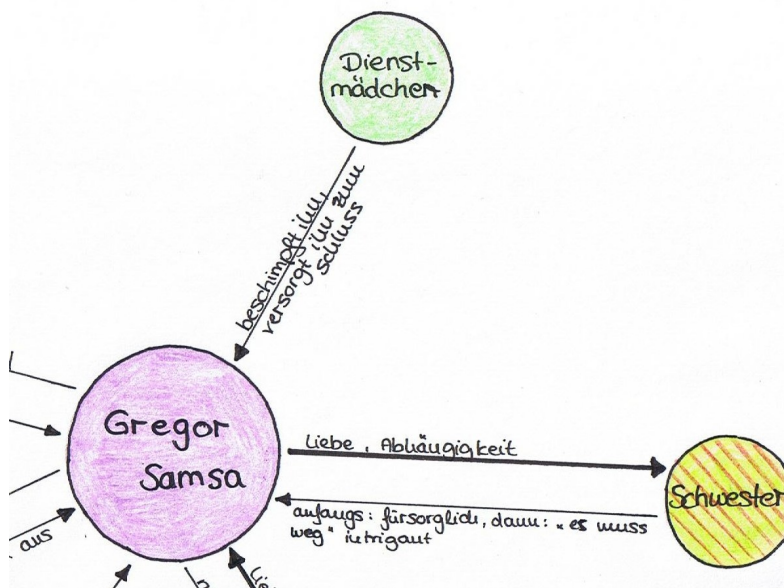 Dienst-
mädchen
beschimpft ihn,
versorgt ihn zum
schluss
Gregor
Samsa
Liebe, Abhängigkeit
Schwester
anfangs: fürsorglich, dann: "es muss
weg" intrigant
aus